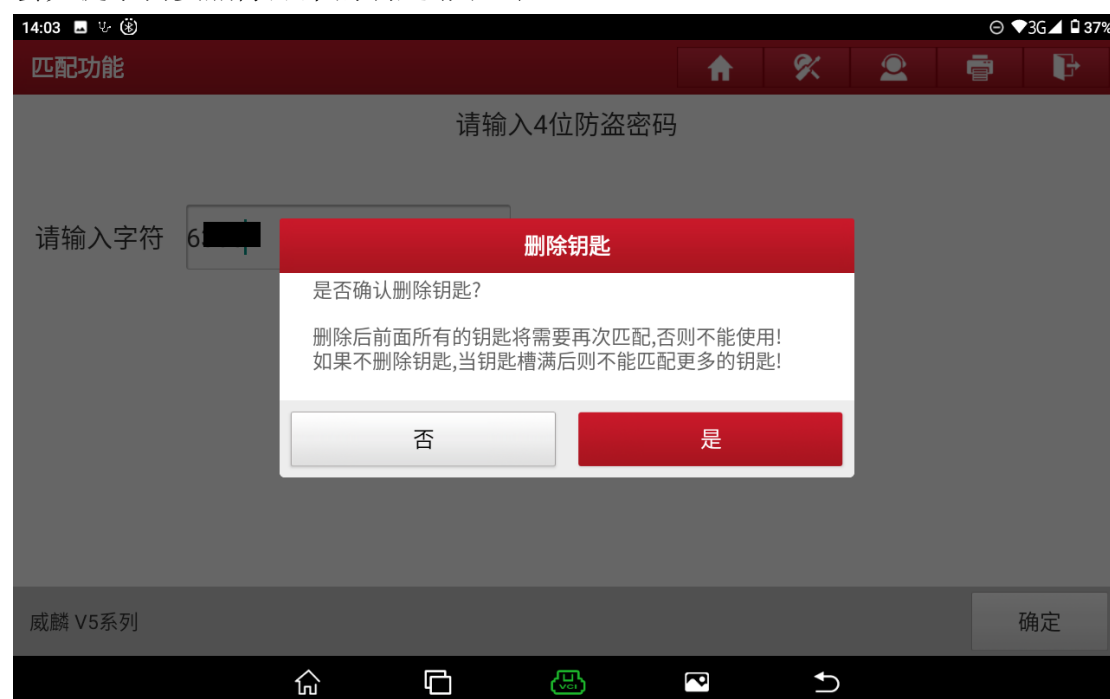 14:03
3G 37%
匹配功能
请输入4位防盗密码
请输入字符 6
删除钥匙
是否确认删除钥匙?
删除后前面所有的钥匙将需要再次匹配,否则不能使用!
如果不删除钥匙,当钥匙槽满后则不能匹配更多的钥匙!
否 是
威麟 V5系列 确定
VCI